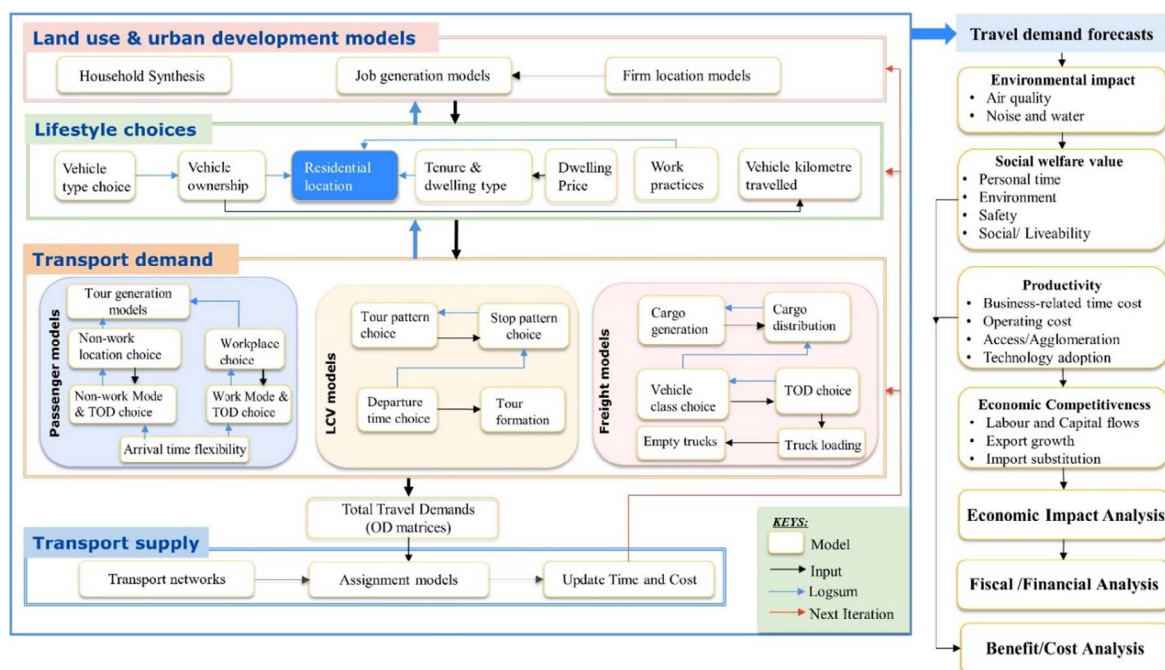 Land use & urban development models
Household Synthesis
Job generation models
Firm location models
Lifestyle choices
Vehicle
type choice
Vehicle
ownership
Residential
location
Tenure &
dwelling type
Dwelling
Price
Work
practices
Vehicle kilometre
travelled
Transport demand
Passenger models
Tour generation
models
Non-work
location choice
Workplace
choice
Non-work Mode
& TOD choice
Work Mode &
TOD choice
Arrival time flexibility
LCV models
Tour pattern
choice
Stop pattern
choice
Departure
time choice
Tour
formation
Freight models
Cargo
generation
Cargo
distribution
Vehicle
class choice
TOD choice
Empty trucks
Truck loading
Total Travel Demands
(OD matrices)
Transport supply
Transport networks
Assignment models
Update Time and Cost
KEYS:
Model
Input
Logsum
Next Iteration
Travel demand forecasts
Environmental impact
• Air quality
• Noise and water
Social welfare value
• Personal time
• Environment
• Safety
• Social/ Liveability
Productivity
• Business-related time cost
• Operating cost
• Access/Agglomeration
• Technology adoption
Economic Competitiveness
• Labour and Capital flows
• Export growth
• Import substitution
Economic Impact Analysis
Fiscal /Financial Analysis
Benefit/Cost Analysis